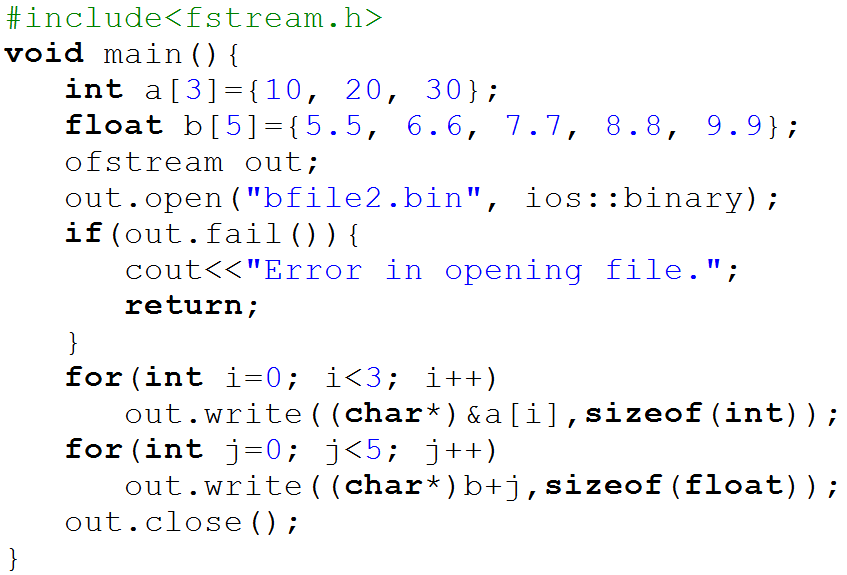 #include<fstream.h>
void main(){
   int a[3]={10, 20, 30};
   float b[5]={5.5, 6.6, 7.7, 8.8, 9.9};
   ofstream out;
   out.open("bfile2.bin", ios::binary);
   if(out.fail()){
      cout<<"Error in opening file.";
      return;
   }
   for(int i=0; i<3; i++)
      out.write((char*)&a[i],sizeof(int));
   for(int j=0; j<5; j++)
      out.write((char*)b+j,sizeof(float));
   out.close();
}